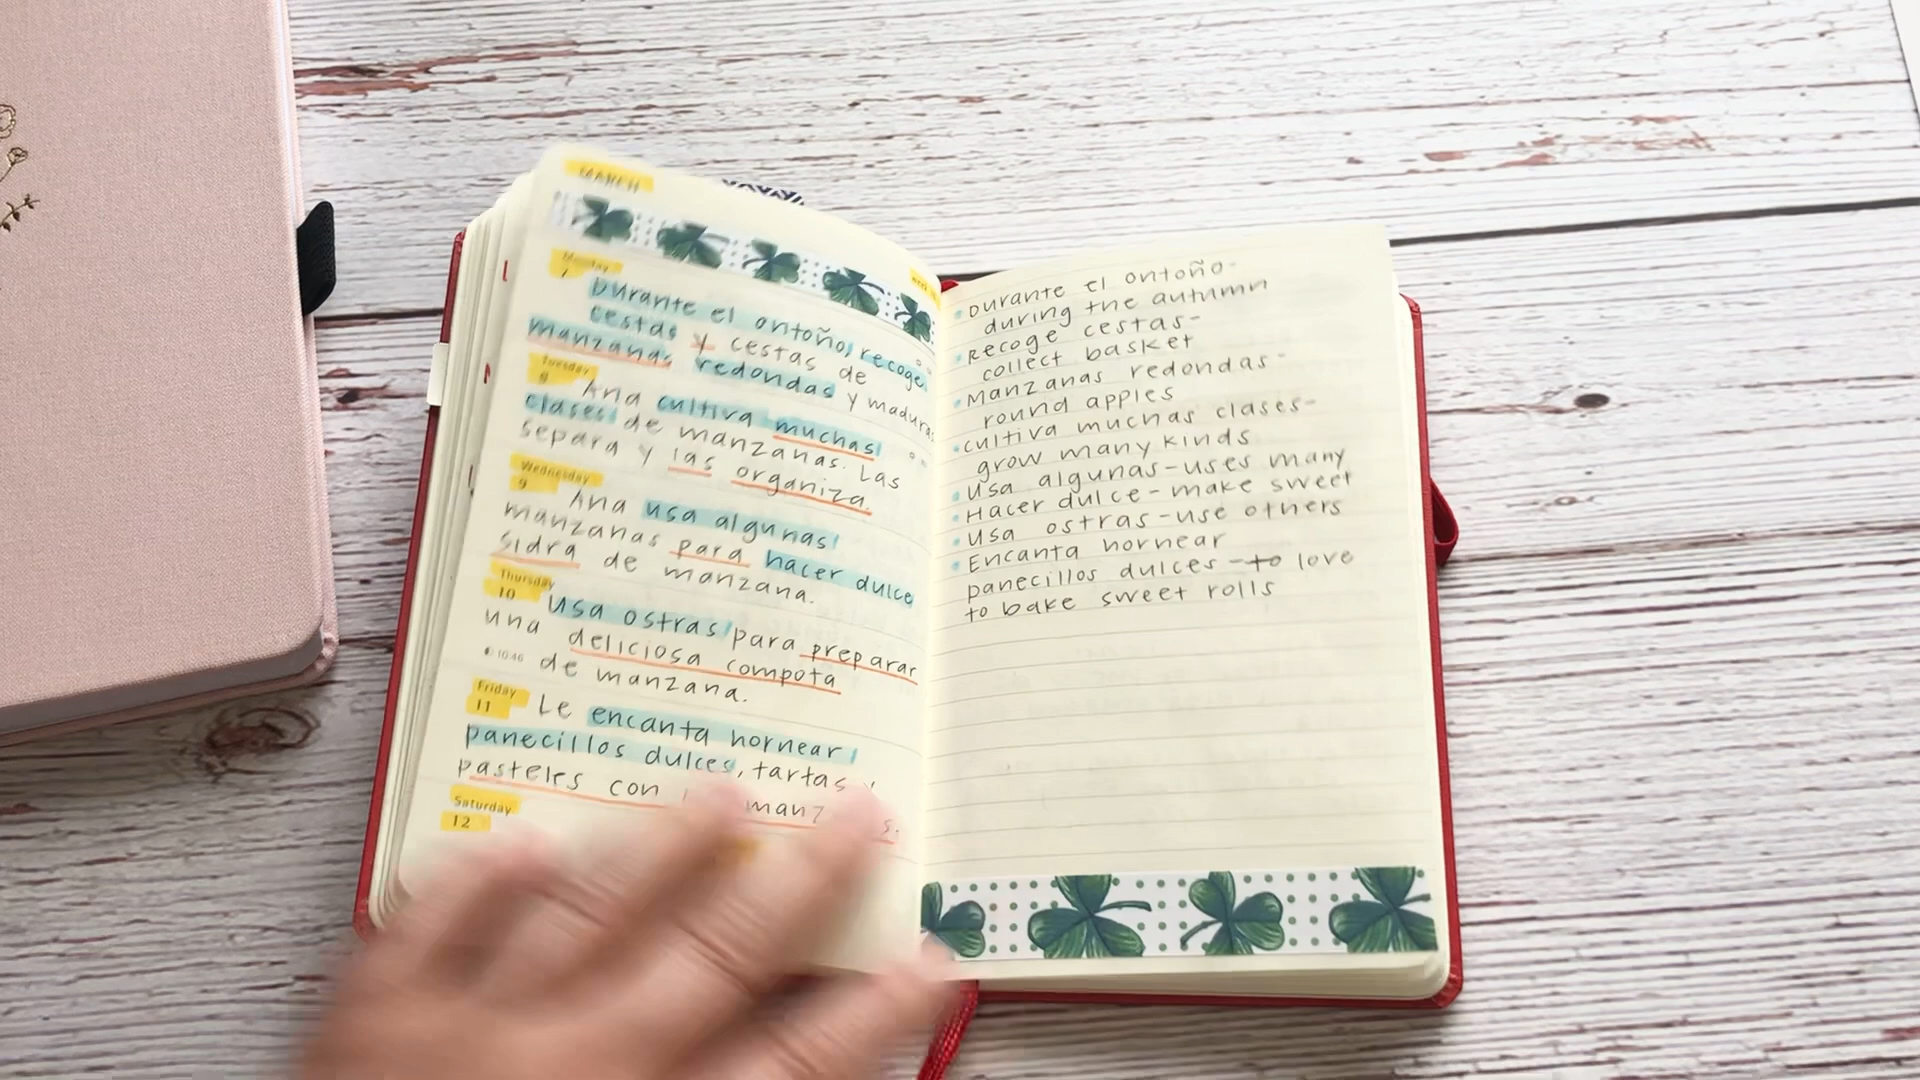 MARCH
Monday
7
Durante el ontoño, recoge
cestas y cestas de
manzanas redondas y maduras
Tuesday
8
Ana cultiva muchas
clases de manzanas. Las
separa y las organiza.
Wednesday
9
Ana usa algunas
manzanas para hacer dulce
sidra de manzana.
Thursday
10
Usa ostras para preparar
una deliciosa compota
10:46 de manzana.
Friday
11
Le encanta hornear
panecillos dulces, tartas y
pasteles con
Saturday
12
Durante el ontoño-
during the autumn
Recoge cestas-
collect basket
Manzanas redondas-
round apples
cultiva muchas clases-
grow many kinds
Usa algunas-uses many
Hacer dulce-make sweet
Usa ostras-use others
Encanta hornear
panecillos dulces-to love
to bake sweet rolls